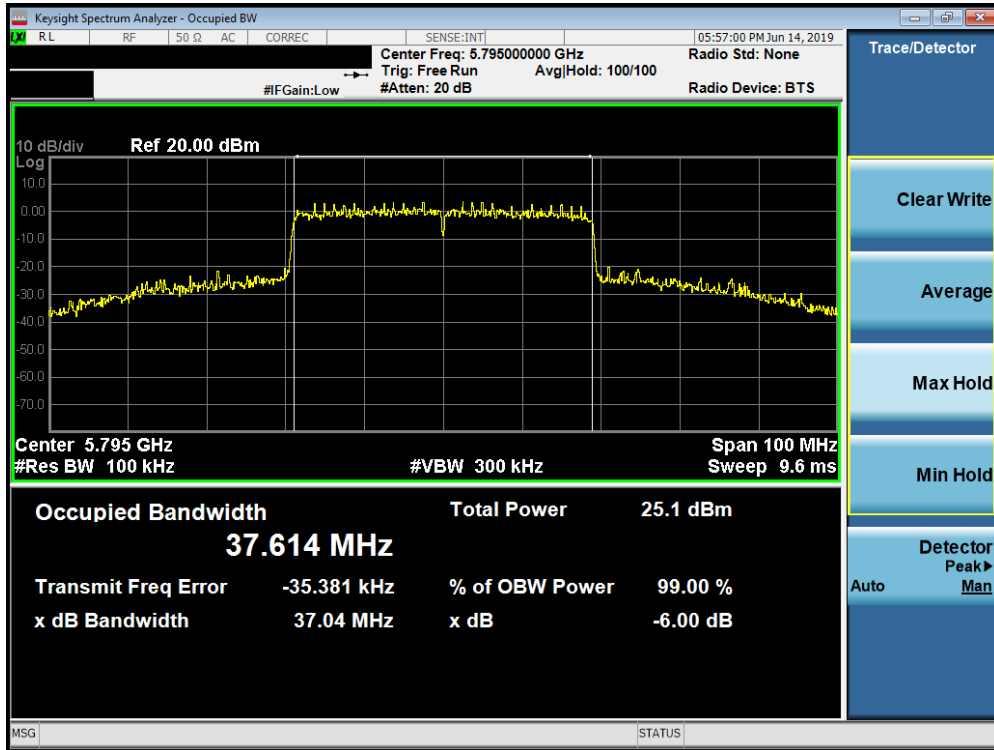 Keysight Spectrum Analyzer - Occupied BW
LXI RL RF 50 Ω AC CORREC SENSE:INT 05:57:00 PM Jun 14, 2019
Center Freq: 5.795000000 GHz Radio Std: None
Trig: Free Run Avg|Hold: 100/100
#IFGain:Low #Atten: 20 dB Radio Device: BTS
Trace/Detector
10 dB/div Ref 20.00 dBm
Log
10.0
0.00
-10.0
-20.0
-30.0
-40.0
-50.0
-60.0
-70.0
Center 5.795 GHz Span 100 MHz
#Res BW 100 kHz #VBW 300 kHz Sweep 9.6 ms
Occupied Bandwidth Total Power 25.1 dBm
37.614 MHz
Transmit Freq Error -35.381 kHz % of OBW Power 99.00 %
x dB Bandwidth 37.04 MHz x dB -6.00 dB
Clear Write
Average
Max Hold
Min Hold
Detector
Peak▶
Auto Man
MSG STATUS